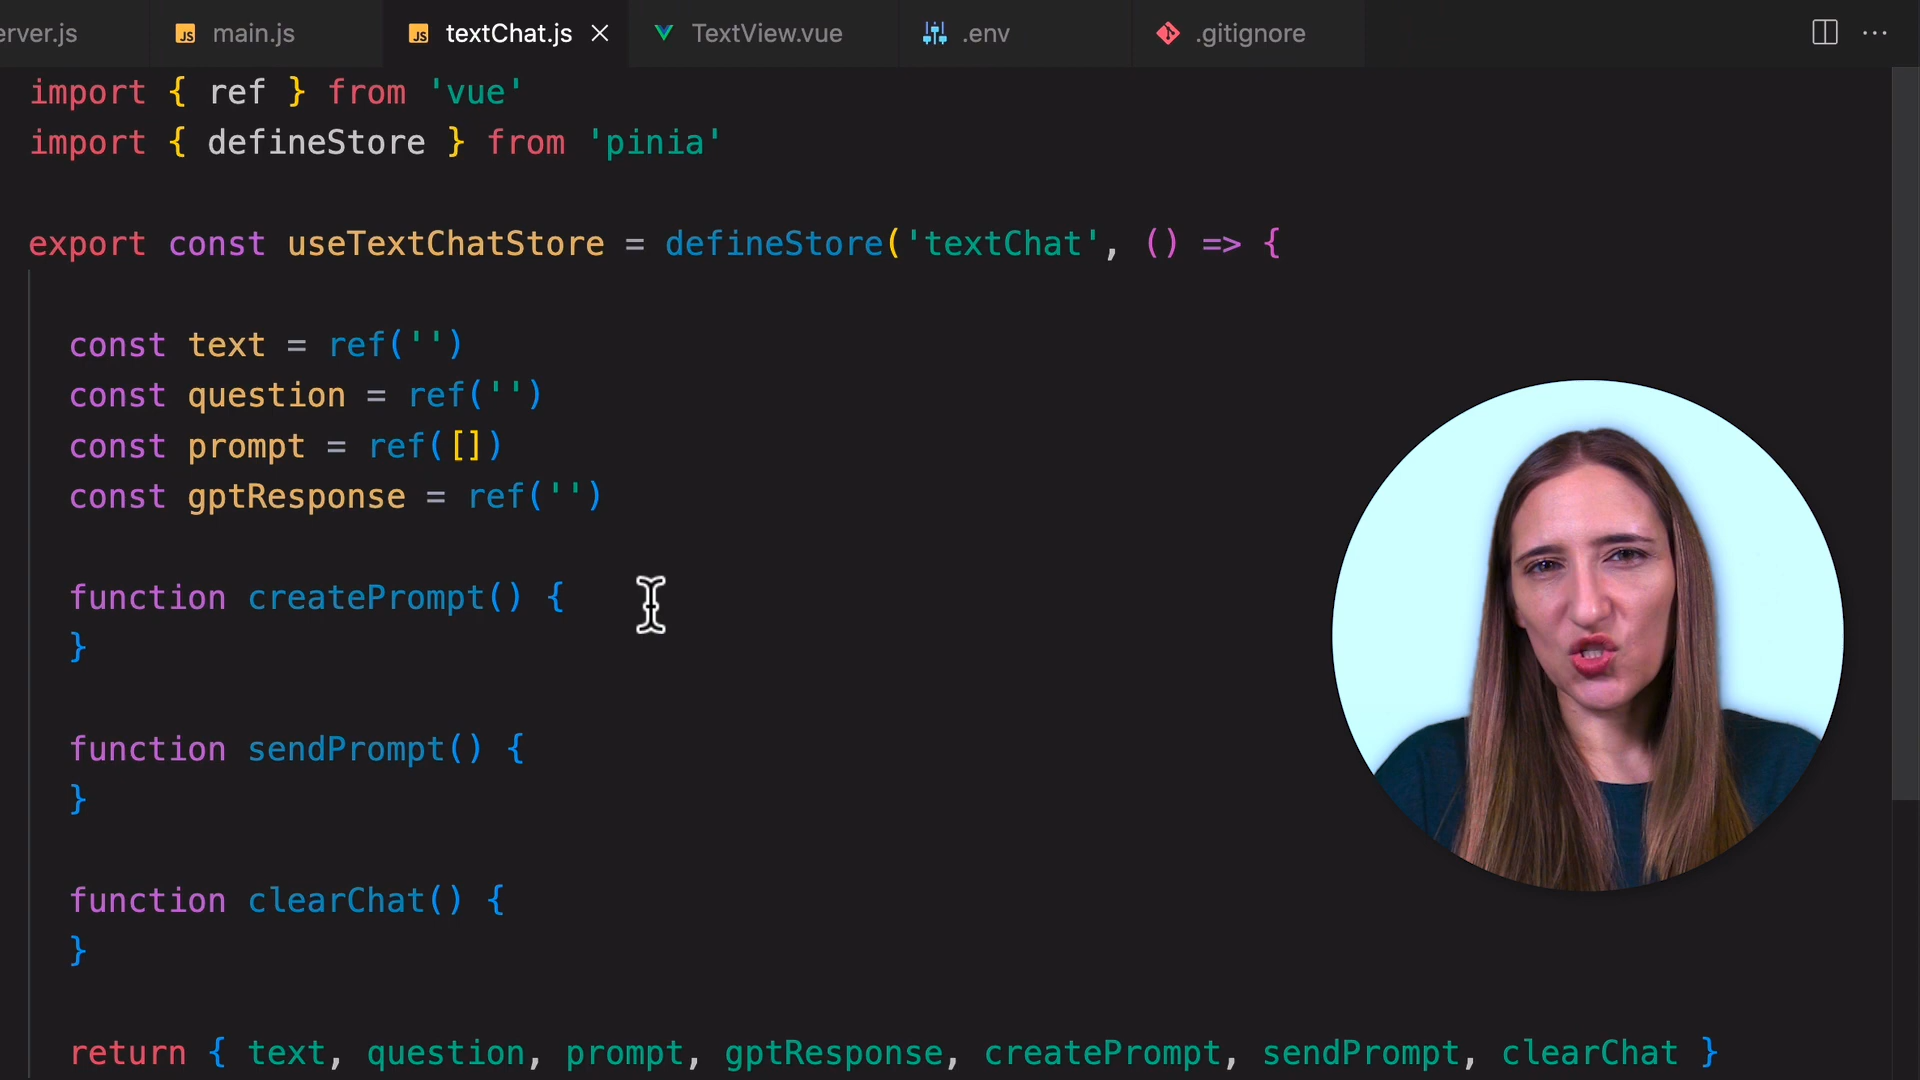 erver.js
JS main.js
JS textChat.js
TextView.vue
.env
.gitignore
import { ref } from 'vue'
import { defineStore } from 'pinia'
export const useTextChatStore = defineStore('textChat', () => {
const text = ref('')
const question = ref('')
const prompt = ref([])
const gptResponse = ref('')
function createPrompt() {
}
function sendPrompt() {
}
function clearChat() {
}
return { text, question, prompt, gptResponse, createPrompt, sendPrompt, clearChat }